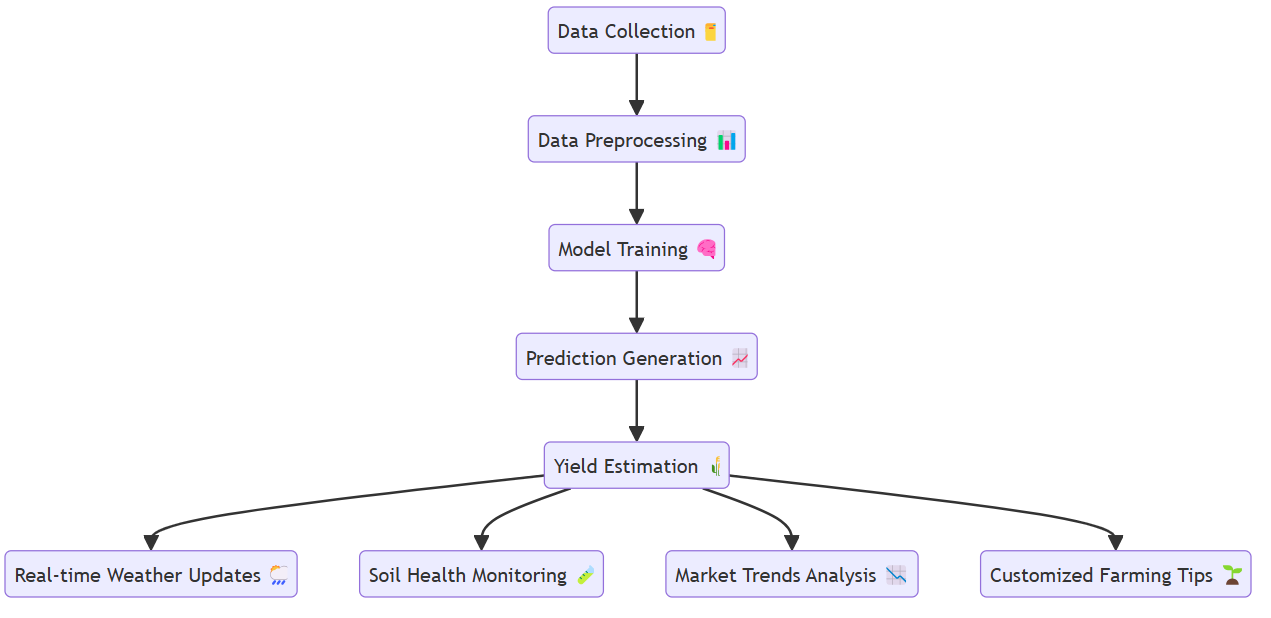 Data Collection
Data Preprocessing
Model Training
Prediction Generation
Yield Estimation
Real-time Weather Updates
Soil Health Monitoring
Market Trends Analysis
Customized Farming Tips